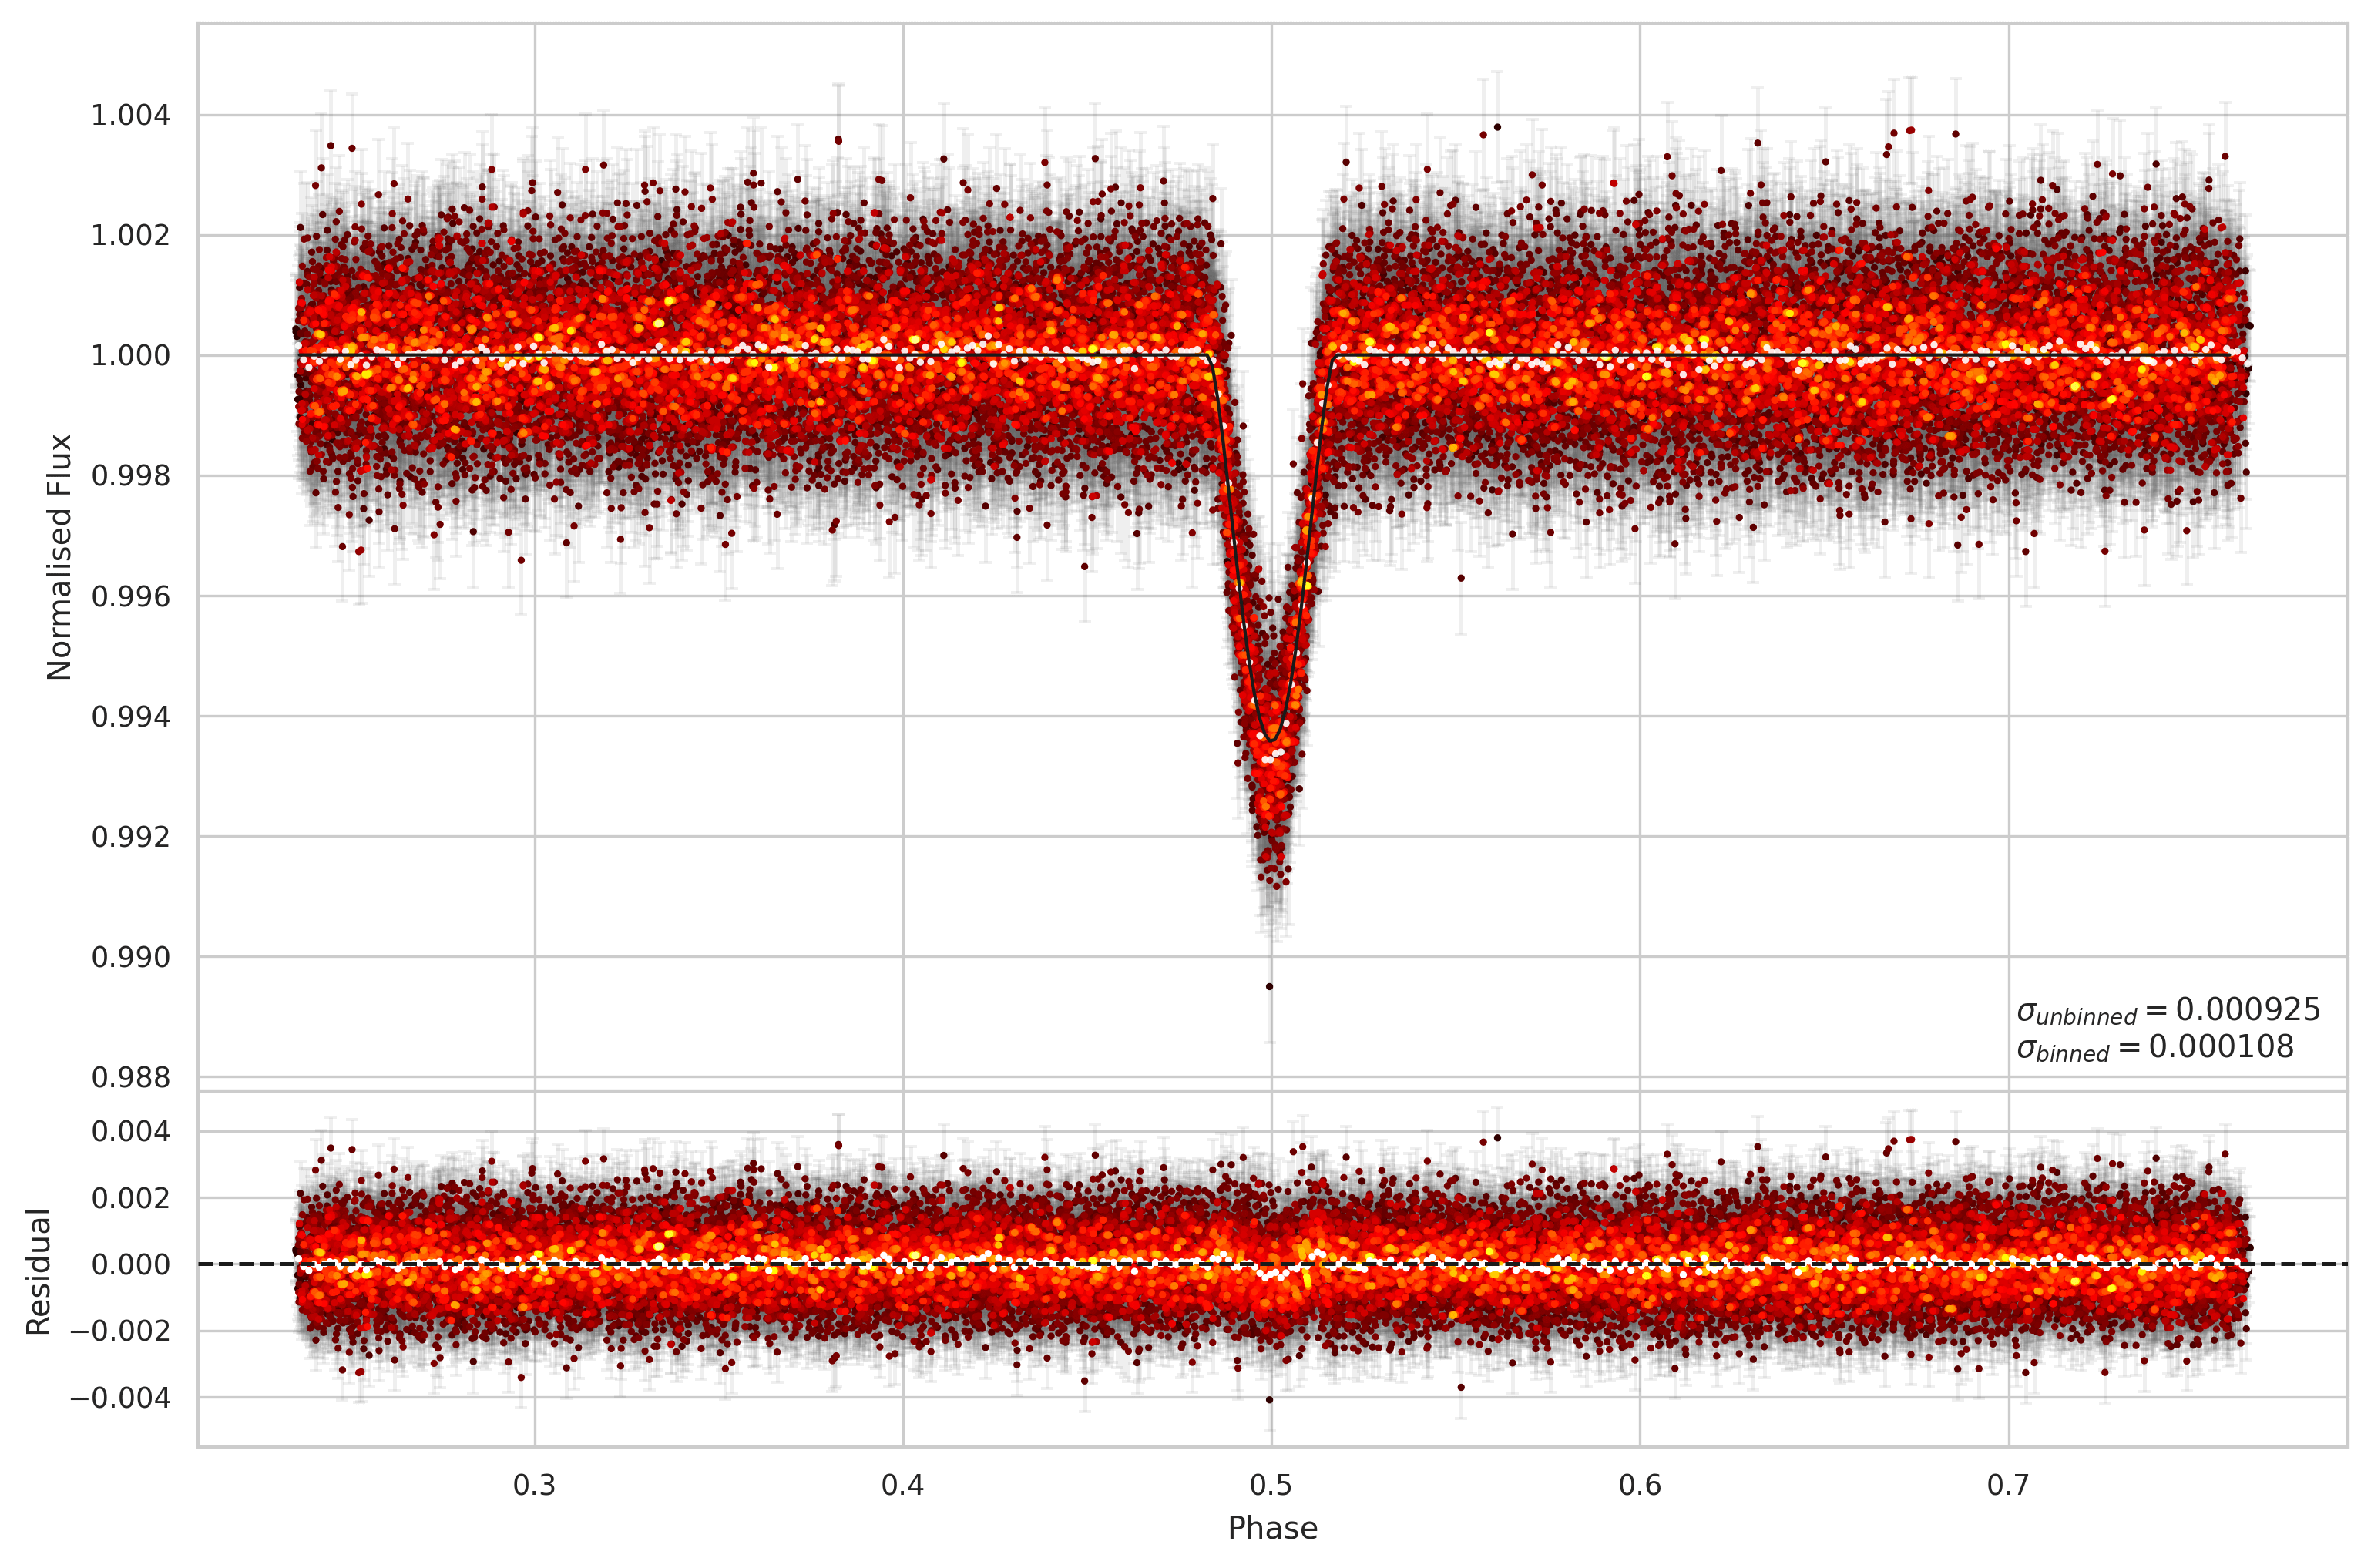 1.004
1.002
1.000
0.998
0.996
0.994
0.992
0.990
0.988
Normalised Flux
σunbinned = 0.000925
σbinned = 0.000108
0.004
0.002
0.000
−0.002
−0.004
Residual
0.3 0.4 0.5 0.6 0.7
Phase